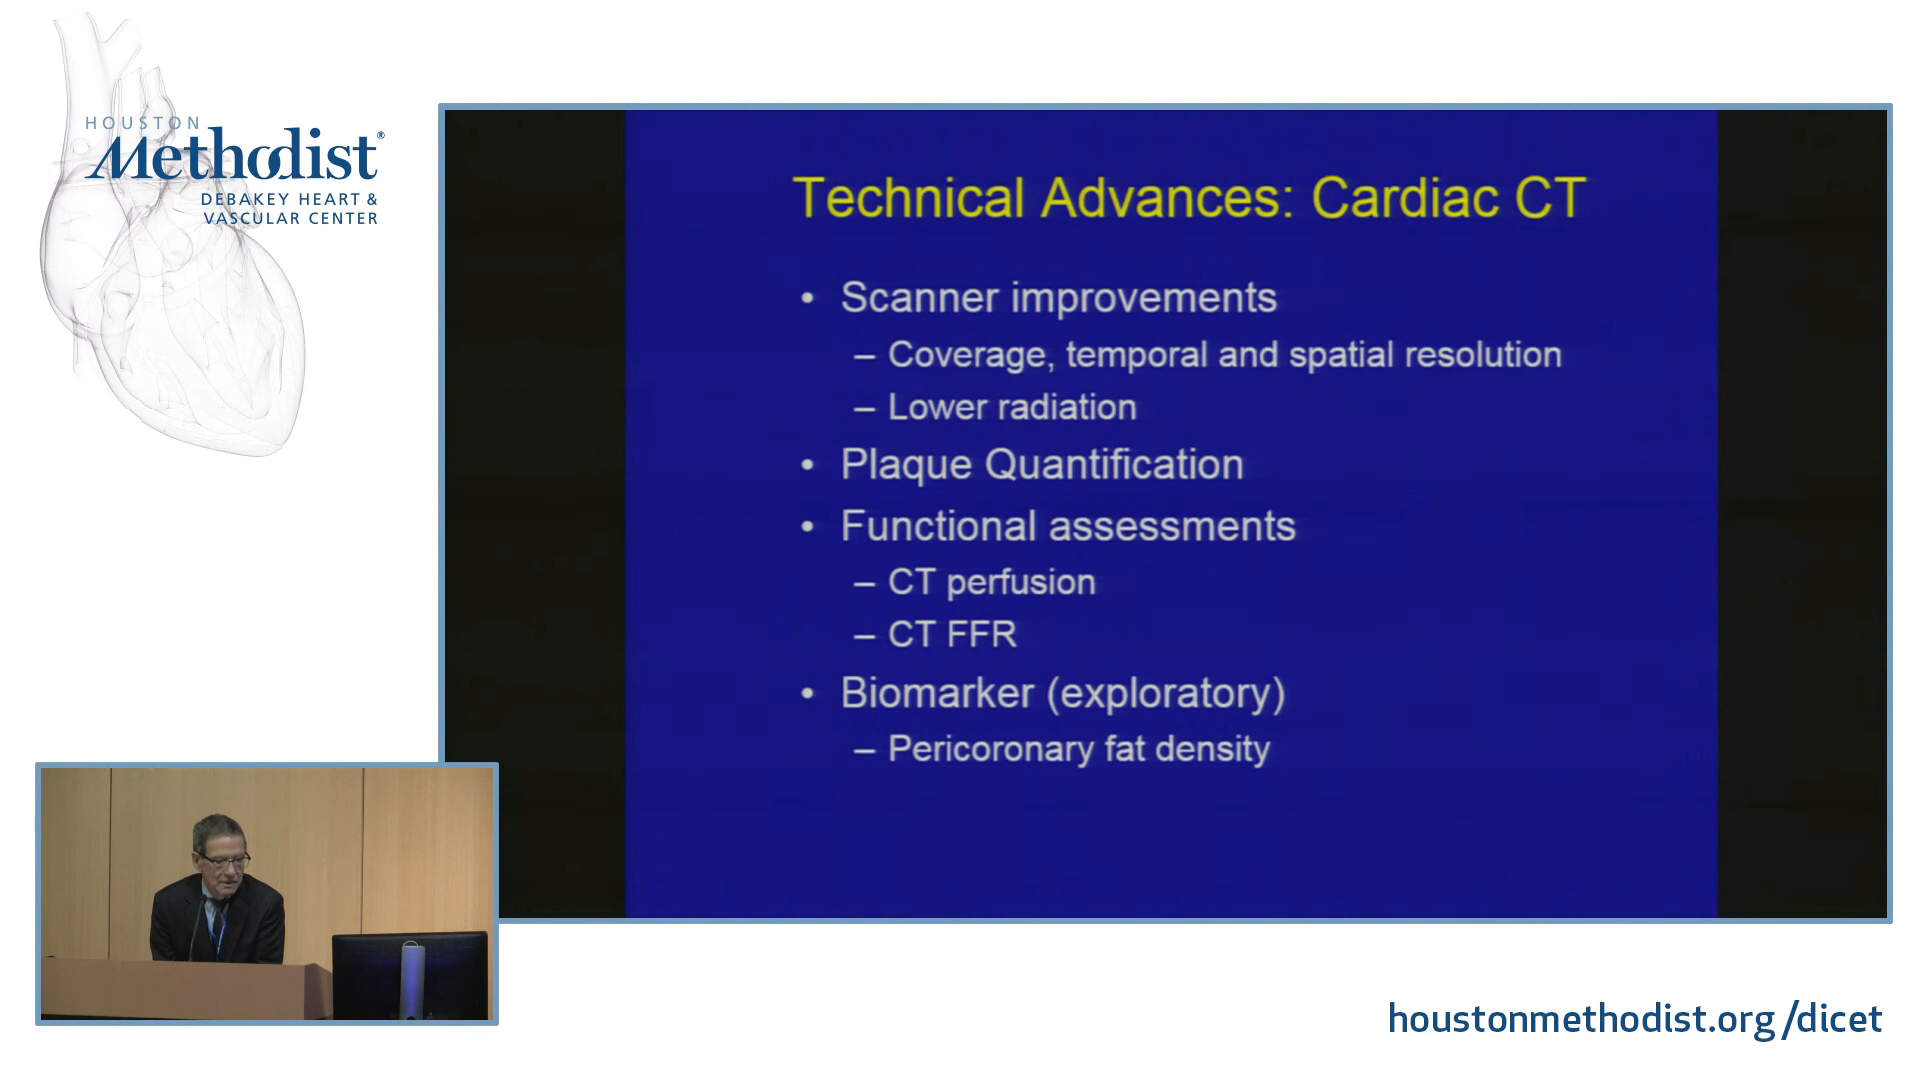 HOUSTON
Methodist®
DEBAKEY HEART &
VASCULAR CENTER
Technical Advances: Cardiac CT
• Scanner improvements
– Coverage, temporal and spatial resolution
– Lower radiation
• Plaque Quantification
• Functional assessments
– CT perfusion
– CT FFR
• Biomarker (exploratory)
– Pericoronary fat density
houstonmethodist.org/dicet